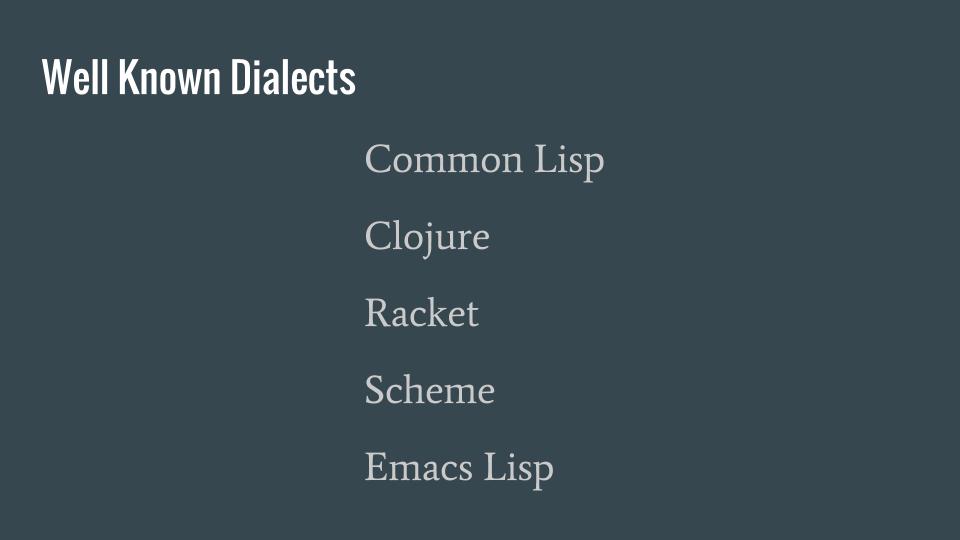 Well Known Dialects
Common Lisp
Clojure
Racket
Scheme
Emacs Lisp